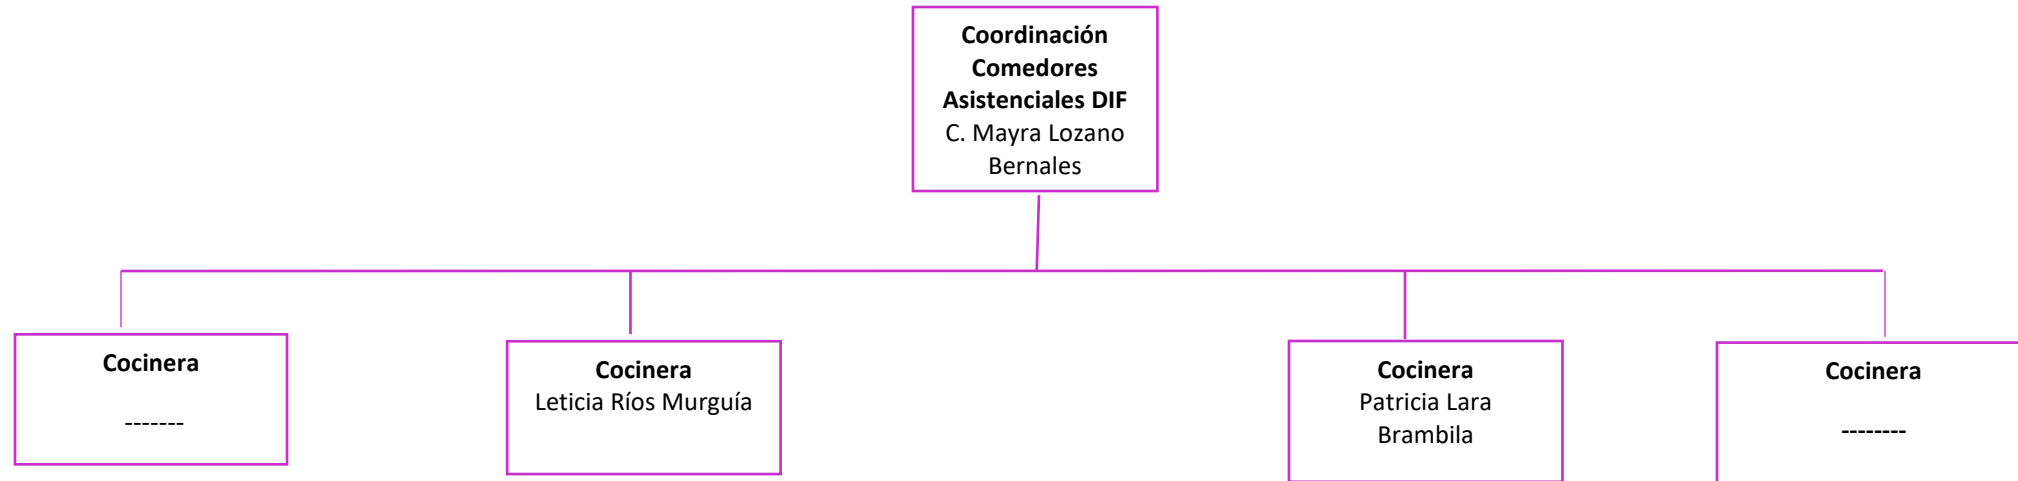 Coordinación
Comedores
Asistenciales DIF
C. Mayra Lozano
Bernales
Cocinera
-------
Cocinera
Leticia Ríos Murguía
Cocinera
Patricia Lara
Brambila
Cocinera
--------